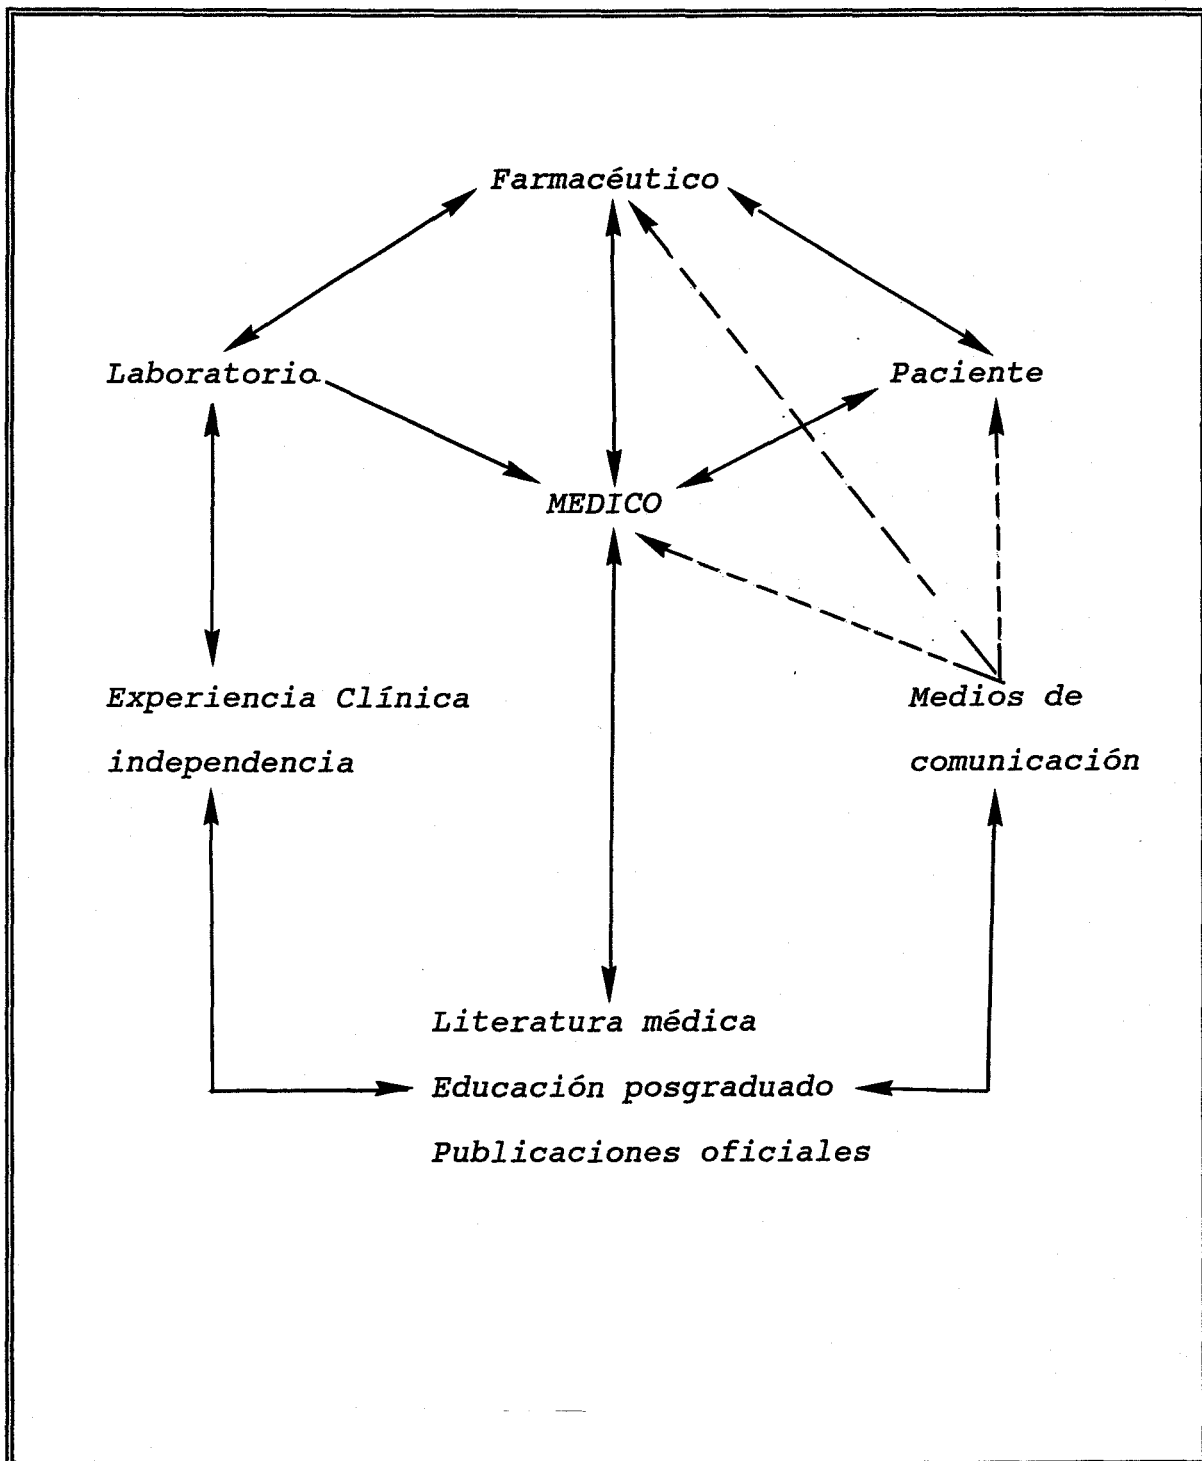 Farmacéutico
Laboratorio
Paciente
MEDICO
Experiencia Clínica
independencia
Medios de
comunicación
Literatura médica
Educación posgraduado
Publicaciones oficiales